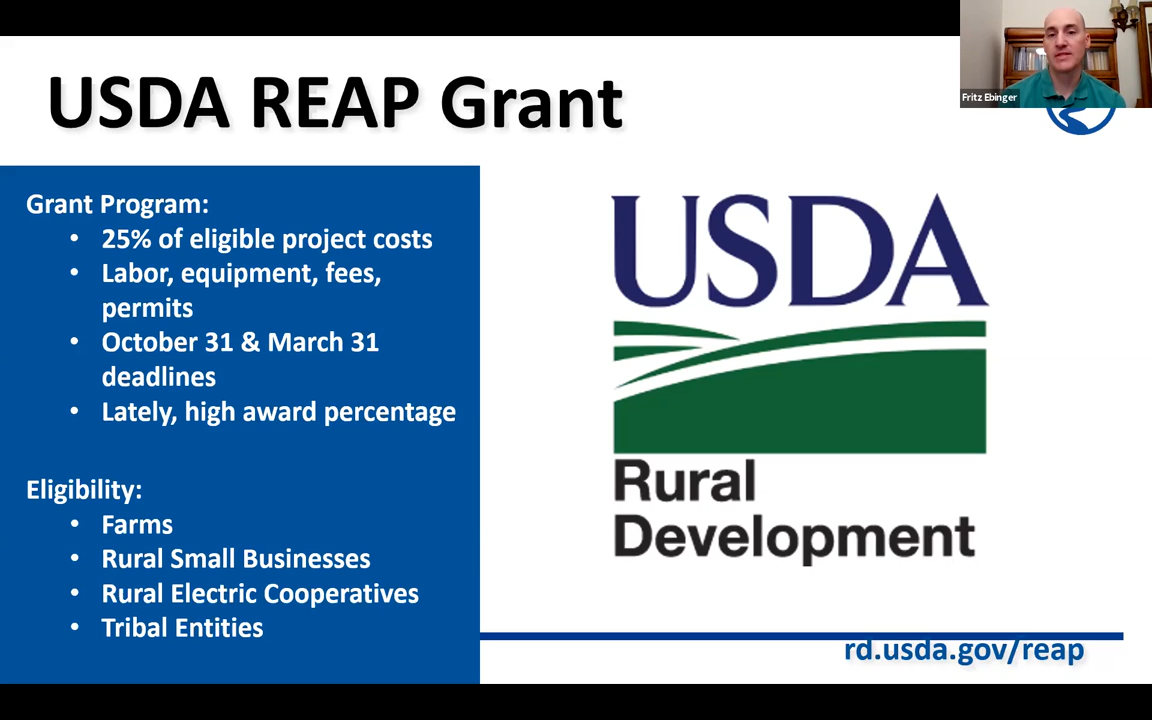 Fritz Ebinger
USDA REAP Grant
Grant Program:
• 25% of eligible project costs
• Labor, equipment, fees,
permits
• October 31 & March 31
deadlines
• Lately, high award percentage
Eligibility:
• Farms
• Rural Small Businesses
• Rural Electric Cooperatives
• Tribal Entities
USDA
Rural
Development
rd.usda.gov/reap